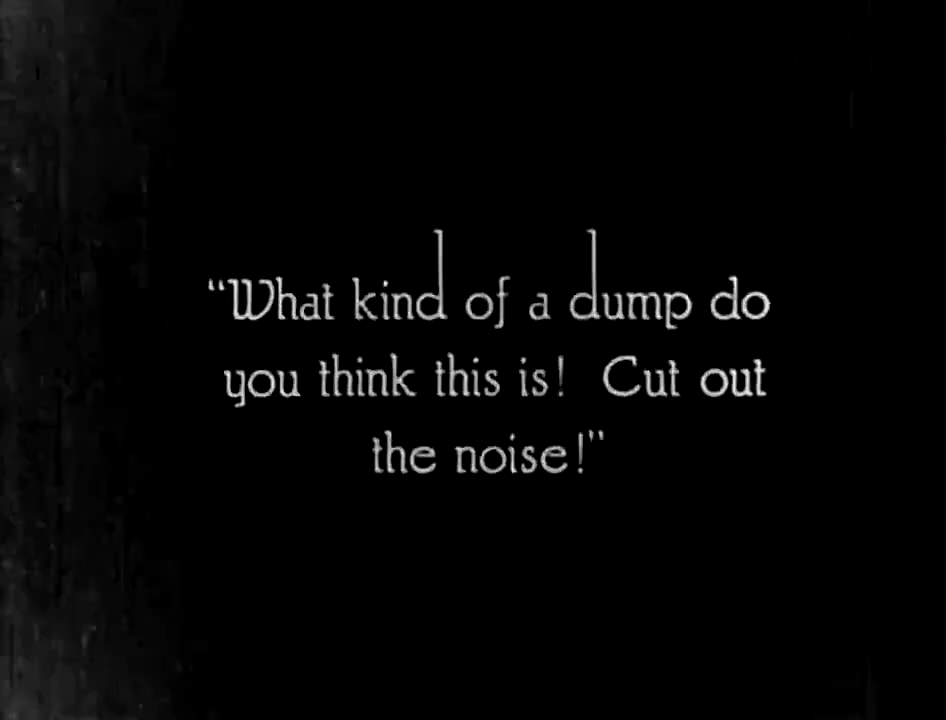 “What kind of a dump do
you think this is! Cut out
the noise!”